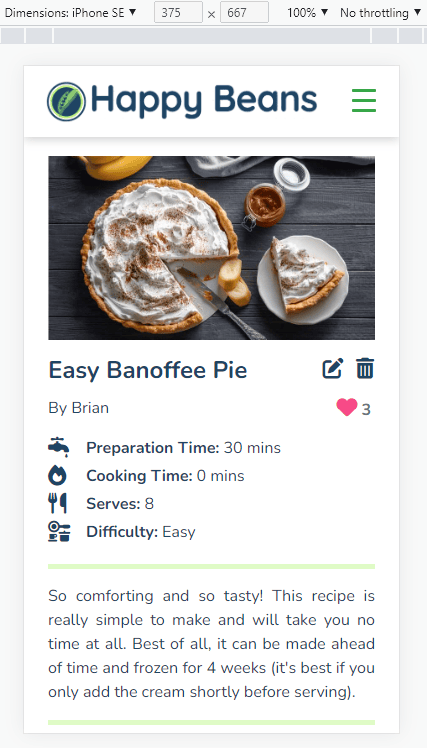 Dimensions: iPhone SE ▼ 375 × 667 100% ▼ No throttling ▼
Happy Beans
Easy Banoffee Pie
By Brian 3
Preparation Time: 30 mins
Cooking Time: 0 mins
Serves: 8
Difficulty: Easy
So comforting and so tasty! This recipe is
really simple to make and will take you no
time at all. Best of all, it can be made ahead
of time and frozen for 4 weeks (it's best if you
only add the cream shortly before serving).